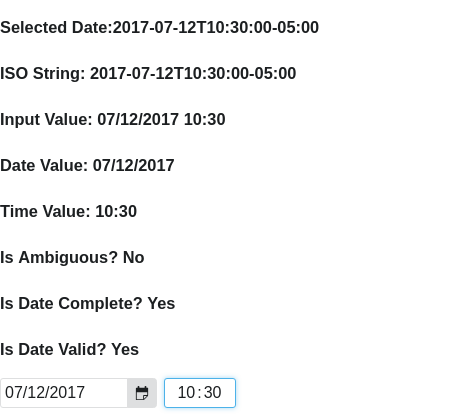 Selected Date:2017-07-12T10:30:00-05:00
ISO String: 2017-07-12T10:30:00-05:00
Input Value: 07/12/2017 10:30
Date Value: 07/12/2017
Time Value: 10:30
Is Ambiguous? No
Is Date Complete? Yes
Is Date Valid? Yes
07/12/2017 10:30